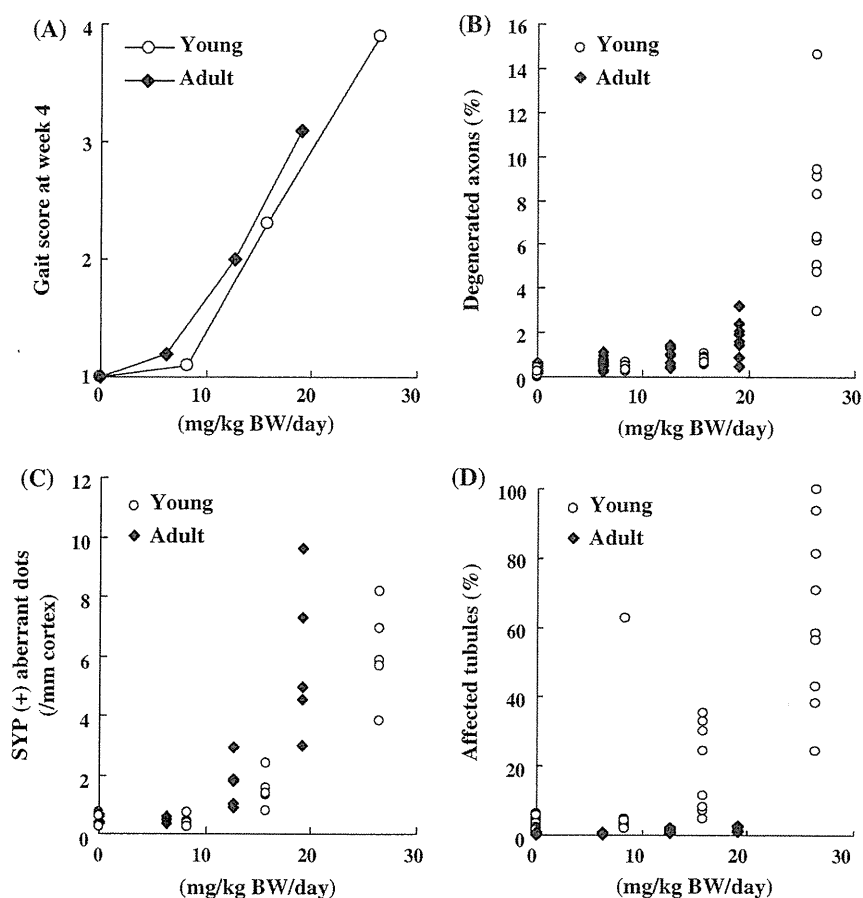 (A)
Young
Adult
Gait score at week 4
4
3
2
1
0
10
20
30
(mg/kg BW/day)
(B)
Young
Adult
Degenerated axons (%)
16
14
12
10
8
6
4
2
0
0
10
20
30
(mg/kg BW/day)
(C)
Young
Adult
SYP (+) aberrant dots
(/mm cortex)
12
10
8
6
4
2
0
0
10
20
30
(mg/kg BW/day)
(D)
Young
Adult
Affected tubules (%)
100
80
60
40
20
0
0
10
20
30
(mg/kg BW/day)